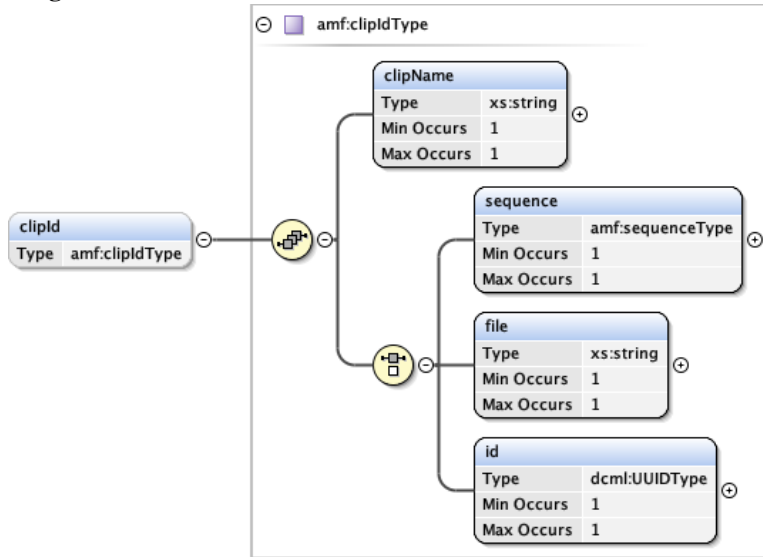 amf:clipIdType
clipName
Type xs:string
Min Occurs 1
Max Occurs 1
sequence
Type amf:sequenceType
Min Occurs 1
Max Occurs 1
clipId
Type amf:clipIdType
file
Type xs:string
Min Occurs 1
Max Occurs 1
id
Type dcml:UUIDType
Min Occurs 1
Max Occurs 1